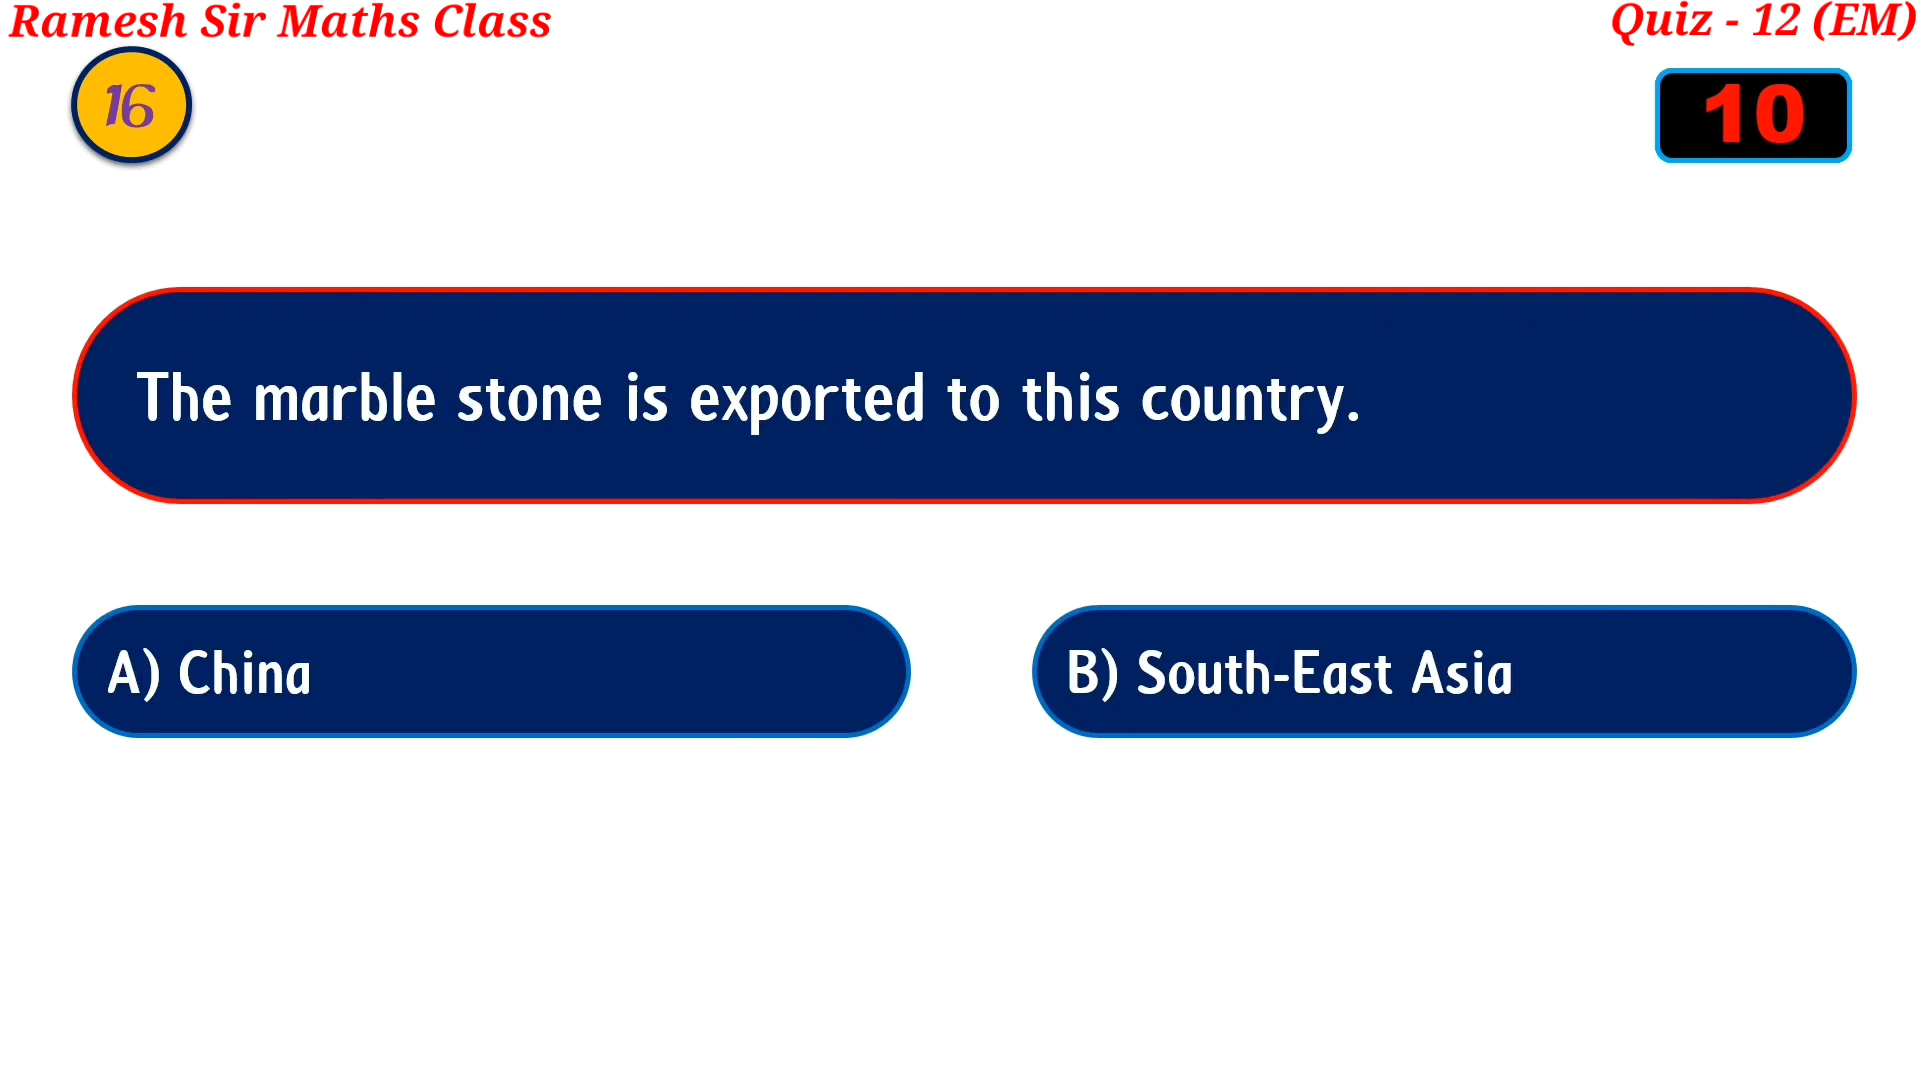 Ramesh Sir Maths Class
Quiz - 12 (EM)
16
10
The marble stone is exported to this country.
A) China
B) South-East Asia